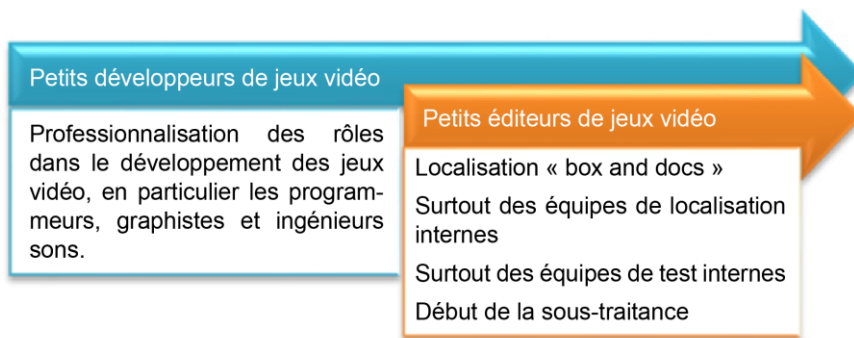 Petits développeurs de jeux vidéo
Professionnalisation des rôles
dans le développement des jeux
vidéo, en particulier les program-
meurs, graphistes et ingénieurs
sons.
Petits éditeurs de jeux vidéo
Localisation « box and docs »
Surtout des équipes de localisation
internes
Surtout des équipes de test internes
Début de la sous-traitance